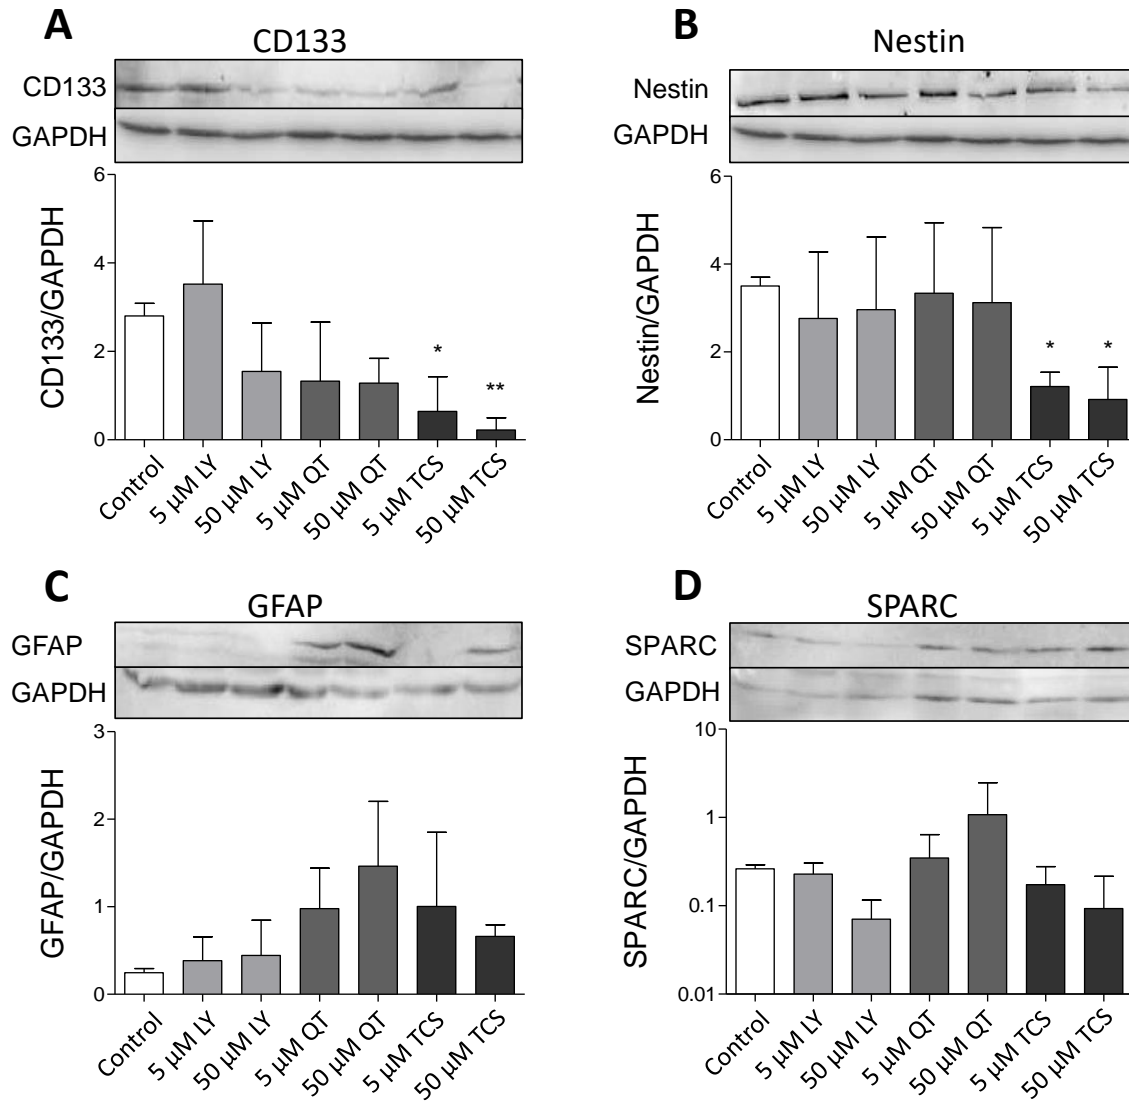 A
CD133
CD133
GAPDH
6
4
2
0
CD133/GAPDH
*
**
Control
5 µM LY
50 µM LY
5 µM QT
50 µM QT
5 µM TCS
50 µM TCS
B
Nestin
Nestin
GAPDH
6
4
2
0
Nestin/GAPDH
*
*
Control
5 µM LY
50 µM LY
5 µM QT
50 µM QT
5 µM TCS
50 µM TCS
C
GFAP
GFAP
GAPDH
3
2
1
0
GFAP/GAPDH
Control
5 µM LY
50 µM LY
5 µM QT
50 µM QT
5 µM TCS
50 µM TCS
D
SPARC
SPARC
GAPDH
10
1
0.1
0.01
SPARC/GAPDH
Control
5 µM LY
50 µM LY
5 µM QT
50 µM QT
5 µM TCS
50 µM TCS